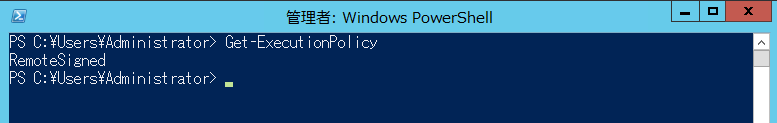 管理者: Windows PowerShell
PS C:¥Users¥Administrator> Get-ExecutionPolicy
RemoteSigned
PS C:¥Users¥Administrator>